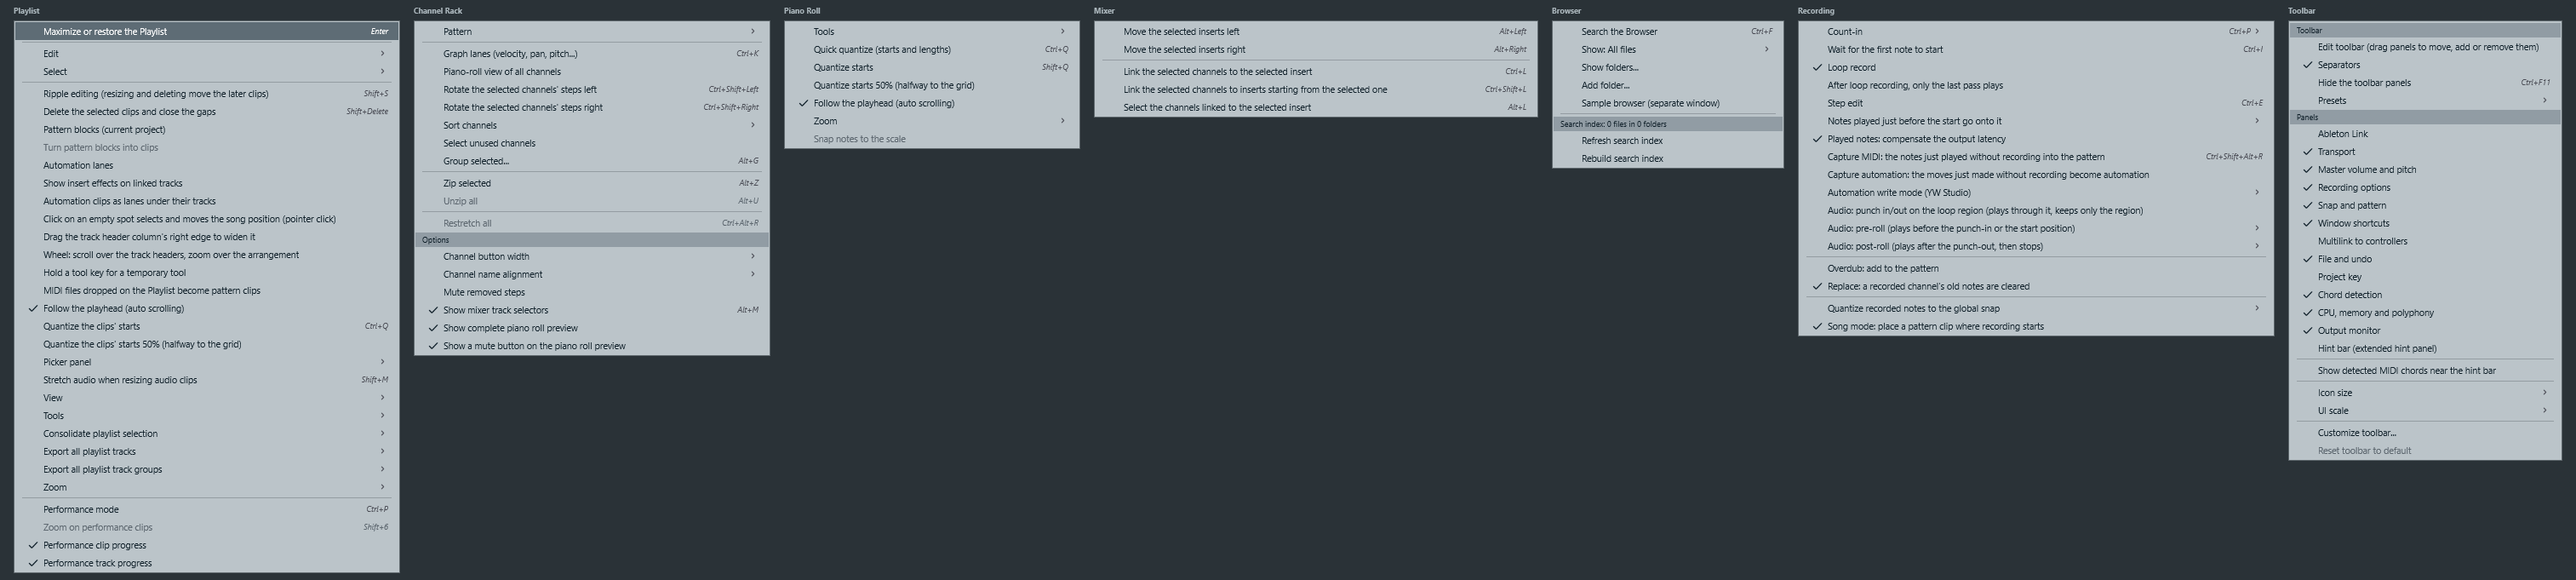 Playlist
Maximize or restore the Playlist Enter
Edit
Select
Ripple editing (resizing and deleting move the later clips) Shift+S
Delete the selected clips and close the gaps Shift+Delete
Pattern blocks (current project)
Turn pattern blocks into clips
Automation lanes
Show insert effects on linked tracks
Automation clips as lanes under their tracks
Click on an empty spot selects and moves the song position (pointer click)
Drag the track header column's right edge to widen it
Wheel: scroll over the track headers, zoom over the arrangement
Hold a tool key for a temporary tool
MIDI files dropped on the Playlist become pattern clips
Follow the playhead (auto scrolling)
Quantize the clips' starts Ctrl+Q
Quantize the clips' starts 50% (halfway to the grid)
Picker panel
Stretch audio when resizing audio clips Shift+M
View
Tools
Consolidate playlist selection
Export all playlist tracks
Export all playlist track groups
Zoom
Performance mode Ctrl+P
Zoom on performance clips Shift+6
Performance clip progress
Performance track progress
Channel Rack
Pattern
Graph lanes (velocity, pan, pitch...) Ctrl+K
Piano-roll view of all channels
Rotate the selected channels' steps left Ctrl+Shift+Left
Rotate the selected channels' steps right Ctrl+Shift+Right
Sort channels
Select unused channels
Group selected... Alt+G
Zip selected Alt+Z
Unzip all Alt+U
Restretch all Ctrl+Alt+R
Options
Channel button width
Channel name alignment
Mute removed steps
Show mixer track selectors Alt+M
Show complete piano roll preview
Show a mute button on the piano roll preview
Piano Roll
Tools
Quick quantize (starts and lengths) Ctrl+Q
Quantize starts Shift+Q
Quantize starts 50% (halfway to the grid)
Follow the playhead (auto scrolling)
Zoom
Snap notes to the scale
Mixer
Move the selected inserts left Alt+Left
Move the selected inserts right Alt+Right
Link the selected channels to the selected insert Ctrl+L
Link the selected channels to inserts starting from the selected one Ctrl+Shift+L
Select the channels linked to the selected insert Alt+L
Browser
Search the Browser Ctrl+F
Show: All files
Show folders...
Add folder...
Sample browser (separate window)
Search index: 0 files in 0 folders
Refresh search index
Rebuild search index
Recording
Count-in Ctrl+P
Wait for the first note to start Ctrl+I
Loop record
After loop recording, only the last pass plays
Step edit Ctrl+E
Notes played just before the start go onto it
Played notes: compensate the output latency
Capture MIDI: the notes just played without recording into the pattern Ctrl+Shift+Alt+R
Capture automation: the moves just made without recording become automation
Automation write mode (YW Studio)
Audio: punch in/out on the loop region (plays through it, keeps only the region)
Audio: pre-roll (plays before the punch-in or the start position)
Audio: post-roll (plays after the punch-out, then stops)
Overdub: add to the pattern
Replace: a recorded channel's old notes are cleared
Quantize recorded notes to the global snap
Song mode: place a pattern clip where recording starts
Toolbar
Toolbar
Edit toolbar (drag panels to move, add or remove them)
Separators
Hide the toolbar panels Ctrl+F11
Presets
Panels
Ableton Link
Transport
Master volume and pitch
Recording options
Snap and pattern
Window shortcuts
Multilink to controllers
File and undo
Project key
Chord detection
CPU, memory and polyphony
Output monitor
Hint bar (extended hint panel)
Show detected MIDI chords near the hint bar
Icon size
UI scale
Customize toolbar...
Reset toolbar to default